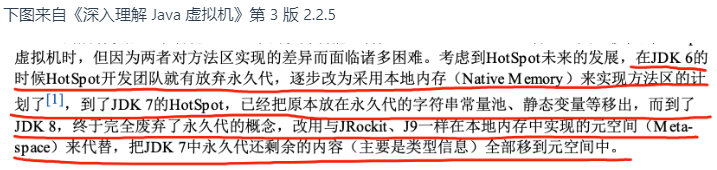 下图来自《深入理解 Java 虚拟机》第 3 版 2.2.5
虚拟机时，但因为两者对方法区实现的差异而面临诸多困难。考虑到HotSpot未来的发展，在JDK 6的
时候HotSpot开发团队就有放弃永久代，逐步改为采用本地内存（Native Memory）来实现方法区的计
划了[1]，到了JDK 7的HotSpot，已经把原本放在永久代的字符串常量池、静态变量等移出，而到了
JDK 8，终于完全废弃了永久代的概念，改用与JRockit、J9一样在本地内存中实现的元空间（Meta-
space）来代替，把JDK 7中永久代还剩余的内容（主要是类型信息）全部移到元空间中。